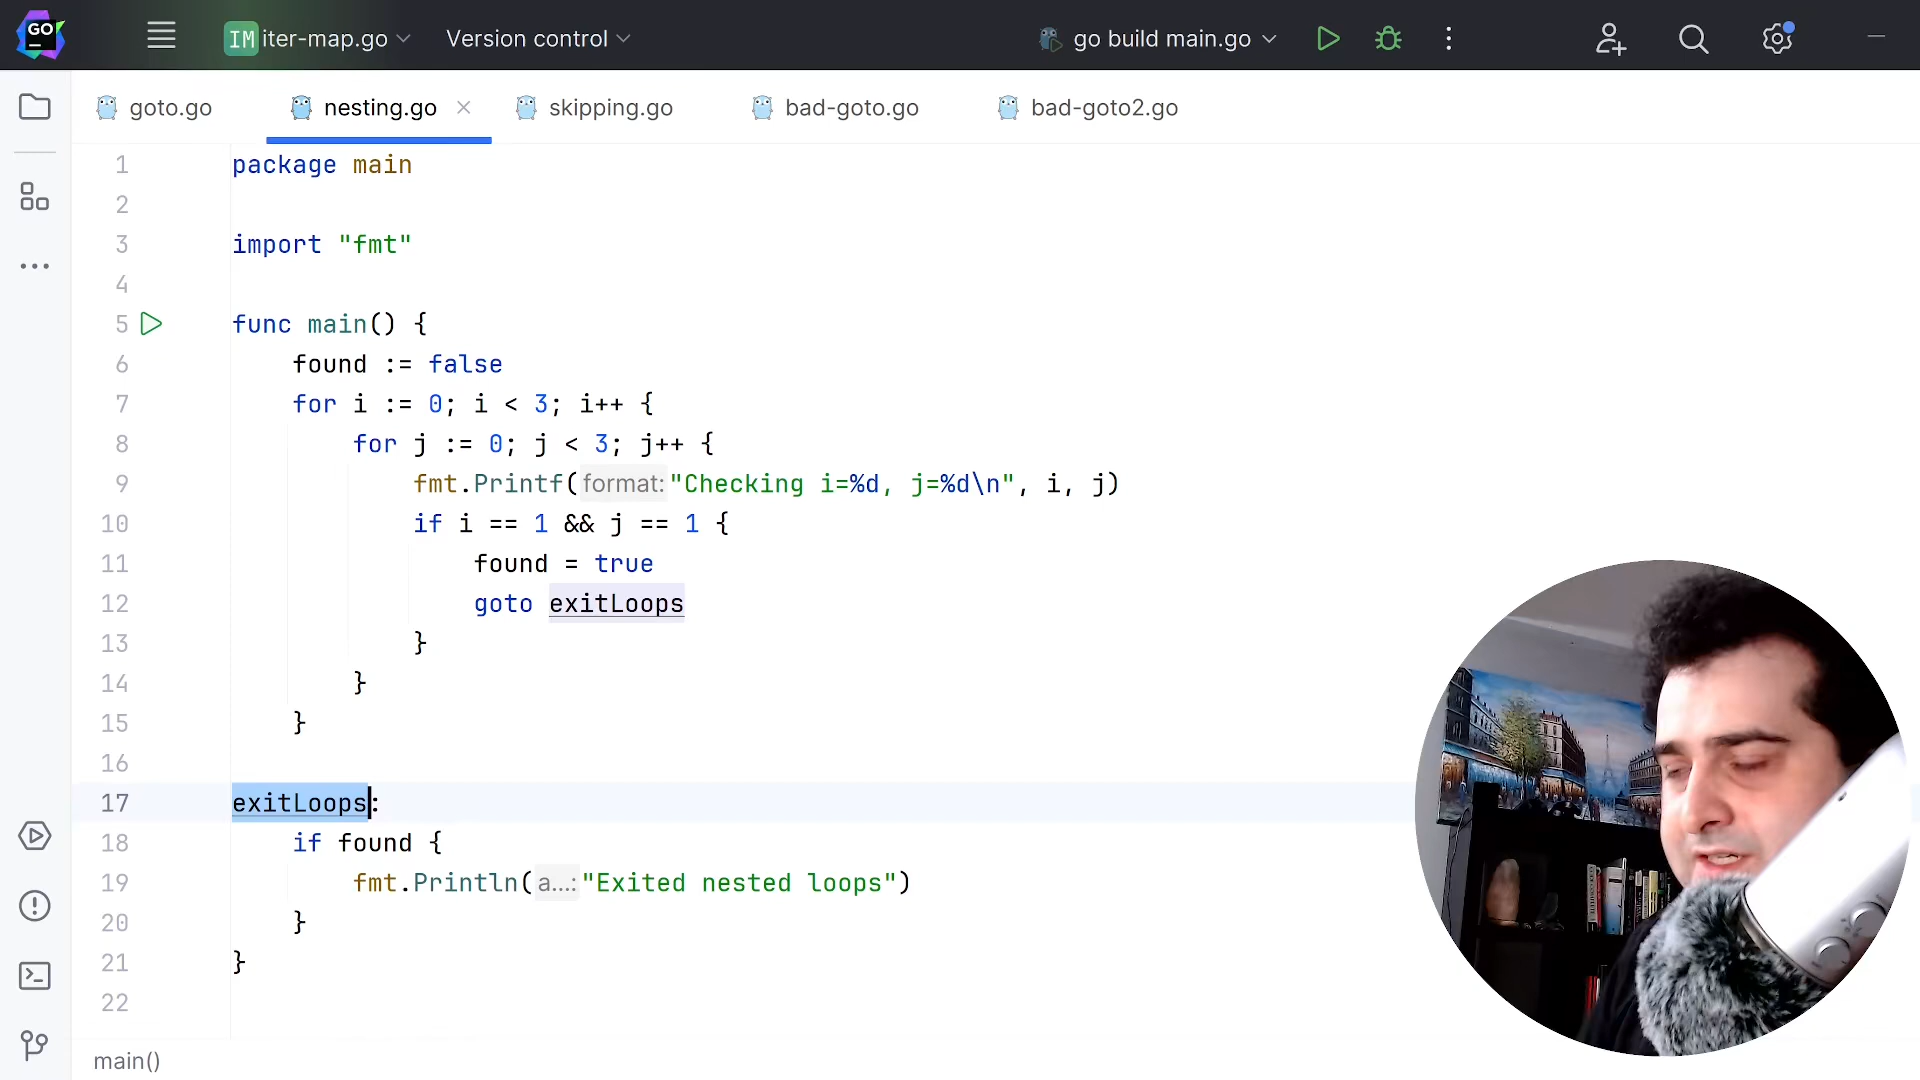 GO
IM iter-map.go Version control go build main.go
goto.go nesting.go skipping.go bad-goto.go bad-goto2.go
1 package main
2
3 import "fmt"
4
5 func main() {
6 found := false
7 for i := 0; i < 3; i++ {
8 for j := 0; j < 3; j++ {
9 fmt.Printf( format: "Checking i=%d, j=%d\n", i, j)
10 if i == 1 && j == 1 {
11 found = true
12 goto exitLoops
13 }
14 }
15 }
16
17 exitLoops:
18 if found {
19 fmt.Println( a...: "Exited nested loops")
20 }
21 }
22
main()